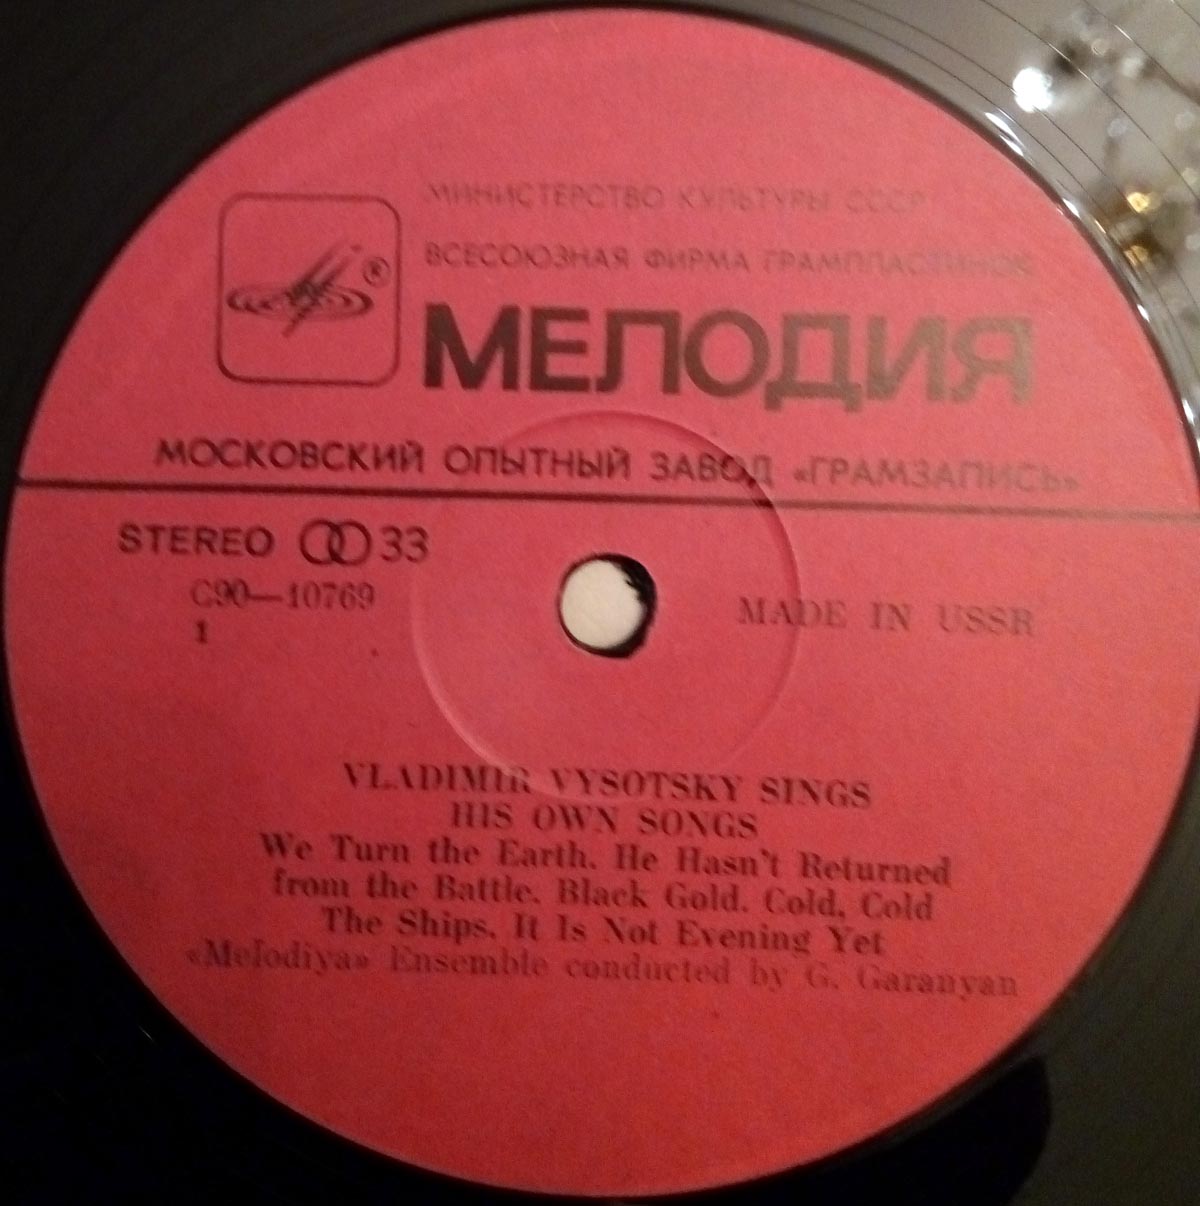 МИНИСТЕРСТВО КУЛЬТУРЫ СССР
ВСЕСОЮЗНАЯ ФИРМА ГРАМПЛАСТИНОК
®
МЕЛОДИЯ
МОСКОВСКИЙ ОПЫТНЫЙ ЗАВОД «ГРАМЗАПИСЬ»
STEREO 33
С90—10769
1
MADE IN USSR
VLADIMIR VYSOTSKY SINGS
HIS OWN SONGS
We Turn the Earth. He Hasn't Returned
from the Battle. Black Gold. Cold, Cold
The Ships. It Is Not Evening Yet
«Melodiya» Ensemble conducted by G. Garanyan